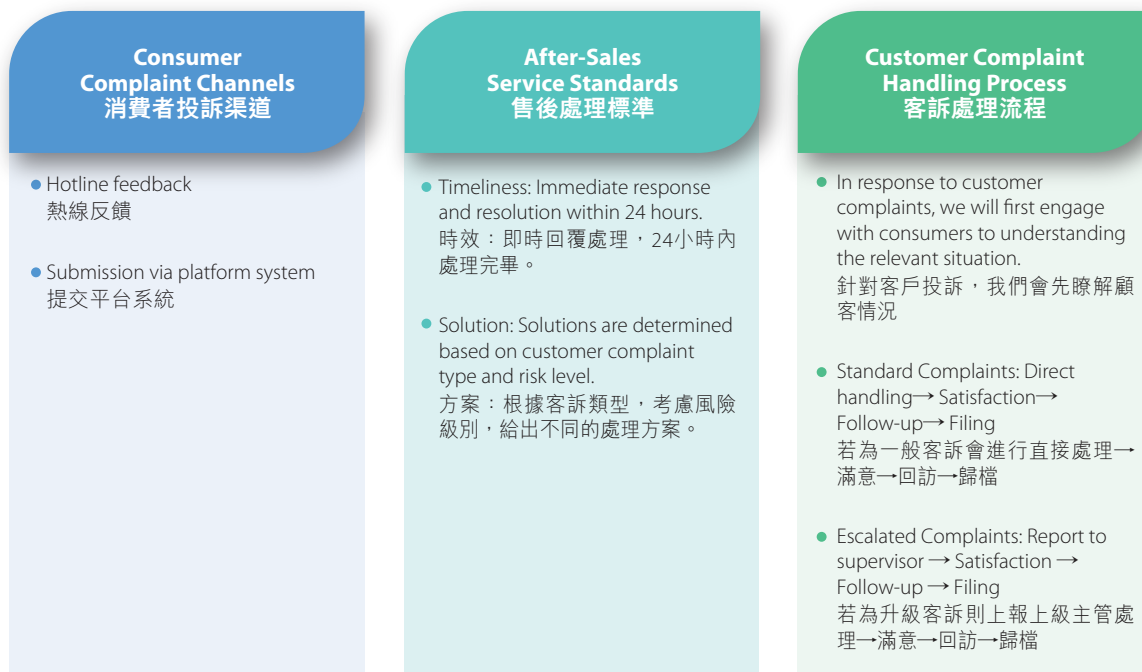 Consumer
Complaint Channels
消費者投訴渠道
● Hotline feedback
熱線反饋
● Submission via platform system
提交平台系統
After-Sales
Service Standards
售後處理標準
● Timeliness: Immediate response
and resolution within 24 hours.
時效：即時回覆處理，24小時內
處理完畢。
● Solution: Solutions are determined
based on customer complaint
type and risk level.
方案：根據客訴類型，考慮風險
級別，給出不同的處理方案。
Customer Complaint
Handling Process
客訴處理流程
● In response to customer
complaints, we will first engage
with consumers to understanding
the relevant situation.
針對客戶投訴，我們會先瞭解顧
客情況
● Standard Complaints: Direct
handling→ Satisfaction→
Follow-up→ Filing
若為一般客訴會進行直接處理→
滿意→回訪→歸檔
● Escalated Complaints: Report to
supervisor → Satisfaction →
Follow-up → Filing
若為升級客訴則上報上級主管處
理→滿意→回訪→歸檔